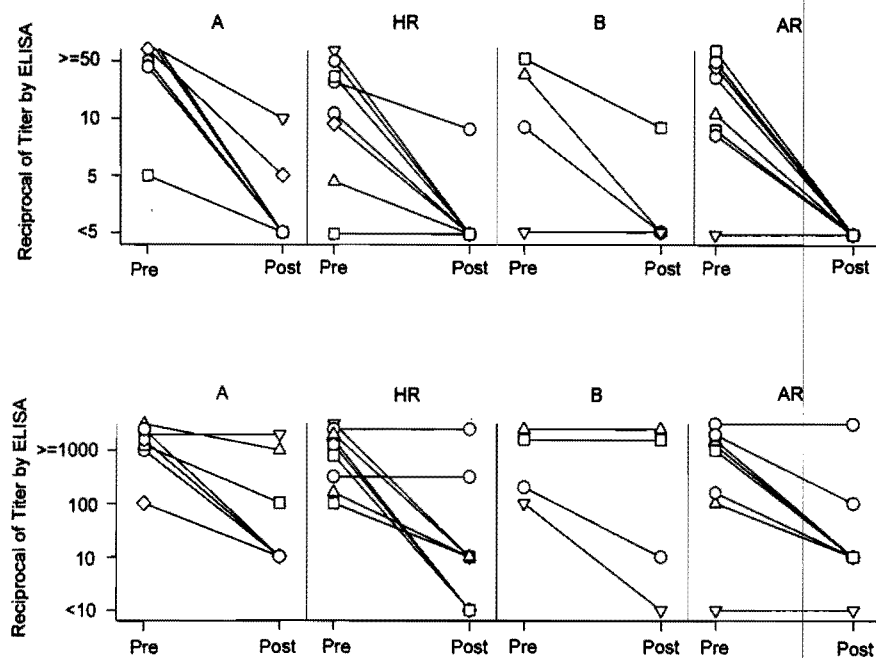 A HR B AR
Reciprocal of Titer by ELISA
>=50
10
5
<5
Pre Post Pre Post Pre Post Pre Post
A HR B AR
Reciprocal of Titer by ELISA
>=1000
100
10
<10
Pre Post Pre Post Pre Post Pre Post